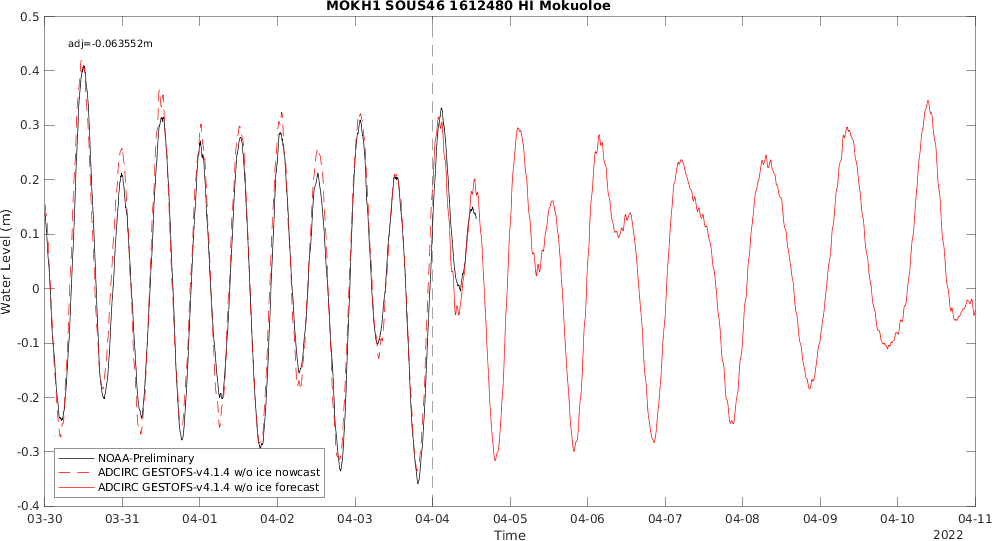 MOKH1 SOUS46 1612480 HI Mokuoloe
adj=-0.063552m
0.5
0.4
0.3
0.2
0.1
0
-0.1
-0.2
-0.3
-0.4
Water Level (m)
NOAA-Preliminary
ADCIRC GESTOFS-v4.1.4 w/o ice nowcast
ADCIRC GESTOFS-v4.1.4 w/o ice forecast
03-30 03-31 04-01 04-02 04-03 04-04 04-05 04-06 04-07 04-08 04-09 04-10 04-11
Time
2022